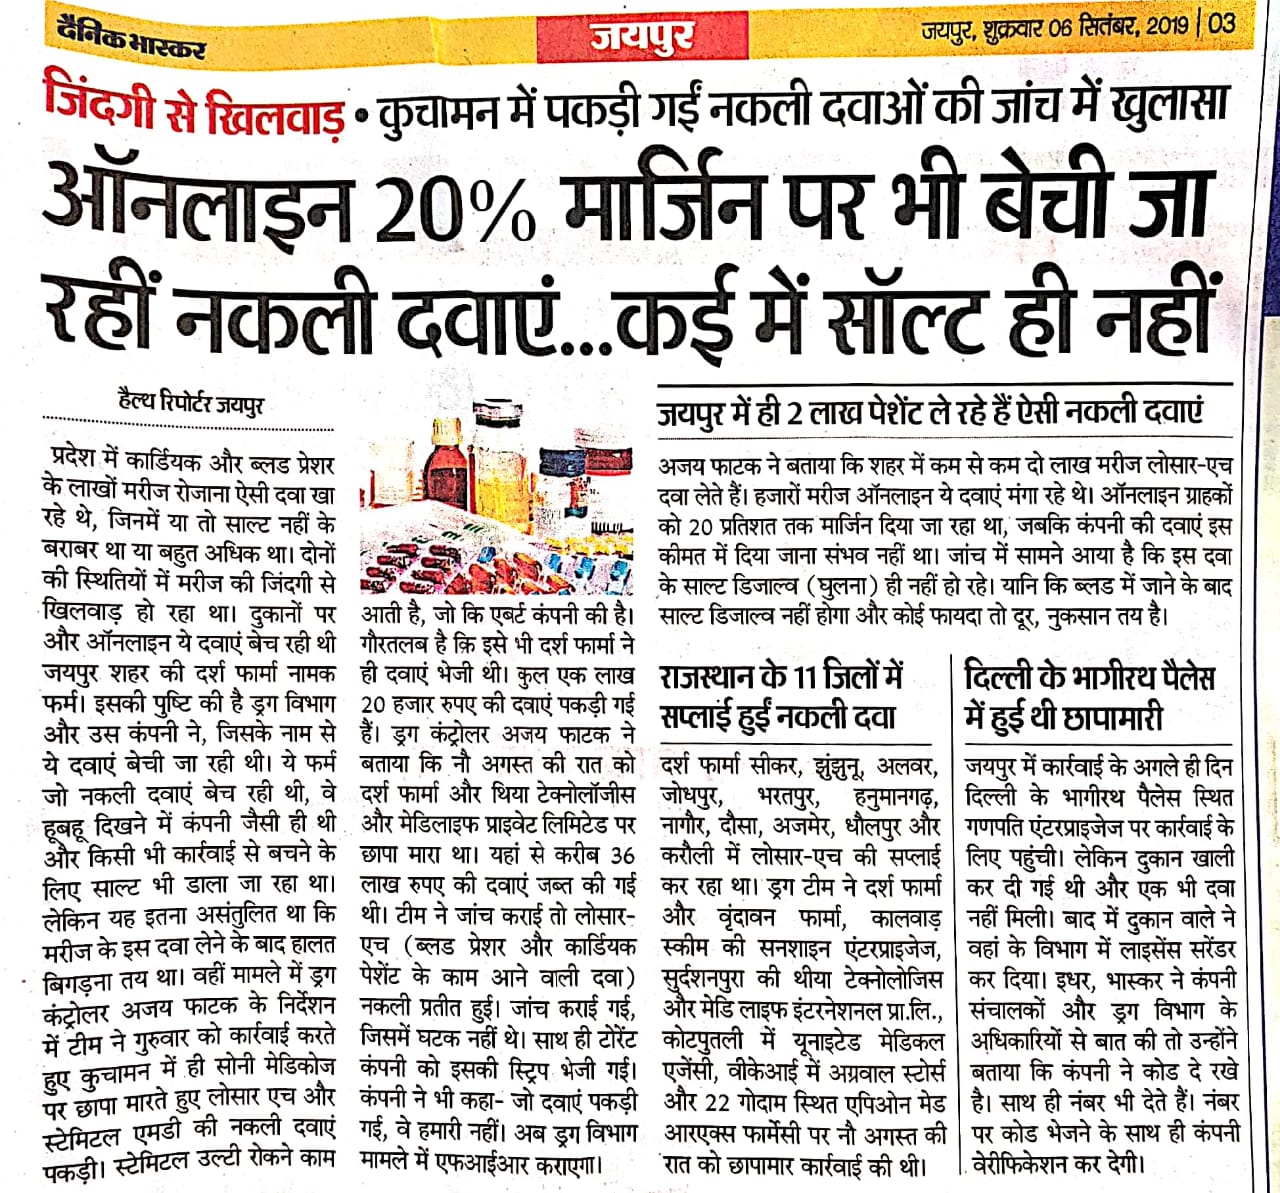 दैनिक भास्कर
जयपुर
जयपुर, शुक्रवार 06 सितंबर, 2019 | 03
जिंदगी से खिलवाड़ • कुचामन में पकड़ी गईं नकली दवाओं की जांच में खुलासा
ऑनलाइन 20% मार्जिन पर भी बेची जा
रहीं नकली दवाएं...कई में सॉल्ट ही नहीं
हैल्थ रिपोर्टर जयपुर
प्रदेश में कार्डियक और ब्लड प्रेशर
के लाखों मरीज रोजाना ऐसी दवा खा
रहे थे, जिनमें या तो साल्ट नहीं के
बराबर था या बहुत अधिक था। दोनों
की स्थितियों में मरीज की जिंदगी से
खिलवाड़ हो रहा था। दुकानों पर
और ऑनलाइन ये दवाएं बेच रही थी
जयपुर शहर की दर्श फार्मा नामक
फर्म। इसकी पुष्टि की है ड्रग विभाग
और उस कंपनी ने, जिसके नाम से
ये दवाएं बेची जा रही थी। ये फर्म
जो नकली दवाएं बेच रही थी, वे
हूबहू दिखने में कंपनी जैसी ही थी
और किसी भी कार्रवाई से बचने के
लिए साल्ट भी डाला जा रहा था।
लेकिन यह इतना असंतुलित था कि
मरीज के इस दवा लेने के बाद हालत
बिगड़ना तय था। वहीं मामले में ड्रग
कंट्रोलर अजय फाटक के निर्देशन
में टीम ने गुरुवार को कार्रवाई करते
हुए कुचामन में ही सोनी मेडिकोज
पर छापा मारते हुए लोसार एच और
स्टेमिटल एमडी की नकली दवाएं
पकड़ी। स्टेमिटल उल्टी रोकने काम
आती है, जो कि एबर्ट कंपनी की है।
गौरतलब है कि इसे भी दर्श फार्मा ने
ही दवाएं भेजी थी। कुल एक लाख
20 हजार रुपए की दवाएं पकड़ी गई
हैं। ड्रग कंट्रोलर अजय फाटक ने
बताया कि नौ अगस्त की रात को
दर्श फार्मा और थिया टेक्नोलॉजीस
और मेडिलाइफ प्राइवेट लिमिटेड पर
छापा मारा था। यहां से करीब 36
लाख रुपए की दवाएं जब्त की गई
थी। टीम ने जांच कराई तो लोसार-
एच (ब्लड प्रेशर और कार्डियक
पेशेंट के काम आने वाली दवा)
नकली प्रतीत हुई। जांच कराई गई,
जिसमें घटक नहीं थे। साथ ही टोरेंट
कंपनी को इसकी स्ट्रिप भेजी गई।
कंपनी ने भी कहा- जो दवाएं पकड़ी
गई, वे हमारी नहीं। अब ड्रग विभाग
मामले में एफआईआर कराएगा।
जयपुर में ही 2 लाख पेशेंट ले रहे हैं ऐसी नकली दवाएं
अजय फाटक ने बताया कि शहर में कम से कम दो लाख मरीज लोसार-एच
दवा लेते हैं। हजारों मरीज ऑनलाइन ये दवाएं मंगा रहे थे। ऑनलाइन ग्राहकों
को 20 प्रतिशत तक मार्जिन दिया जा रहा था, जबकि कंपनी की दवाएं इस
कीमत में दिया जाना संभव नहीं था। जांच में सामने आया है कि इस दवा
के साल्ट डिजाल्व (घुलना) ही नहीं हो रहे। यानि कि ब्लड में जाने के बाद
साल्ट डिजाल्व नहीं होगा और कोई फायदा तो दूर, नुकसान तय है।
राजस्थान के 11 जिलों में
सप्लाई हुईं नकली दवा
दर्श फार्मा सीकर, झुंझुनू, अलवर,
जोधपुर, भरतपुर, हनुमानगढ़,
नागौर, दौसा, अजमेर, धौलपुर और
करौली में लोसार-एच की सप्लाई
कर रहा था। ड्रग टीम ने दर्श फार्मा
और वृंदावन फार्मा, कालवाड़
स्कीम की सनशाइन एंटरप्राइजेज,
सुर्दशनपुरा की थीया टेक्नोलोजिस
और मेडि लाइफ इंटरनेशनल प्रा.लि.,
कोटपुतली में यूनाइटेड मेडिकल
एजेंसी, वीकेआई में अग्रवाल स्टोर्स
और 22 गोदाम स्थित एपिओन मेड
आरएक्स फार्मेसी पर नौ अगस्त की
रात को छापामार कार्रवाई की थी।
दिल्ली के भागीरथ पैलेस
में हुई थी छापामारी
जयपुर में कार्रवाई के अगले ही दिन
दिल्ली के भागीरथ पैलेस स्थित
गणपति एंटरप्राइजेज पर कार्रवाई के
लिए पहुंची। लेकिन दुकान खाली
कर दी गई थी और एक भी दवा
नहीं मिली। बाद में दुकान वाले ने
वहां के विभाग में लाइसेंस सरेंडर
कर दिया। इधर, भास्कर ने कंपनी
संचालकों और ड्रग विभाग के
अधिकारियों से बात की तो उन्होंने
बताया कि कंपनी ने कोड दे रखे
है। साथ ही नंबर भी देते हैं। नंबर
पर कोड भेजने के साथ ही कंपनी
वेरीफिकेशन कर देगी।